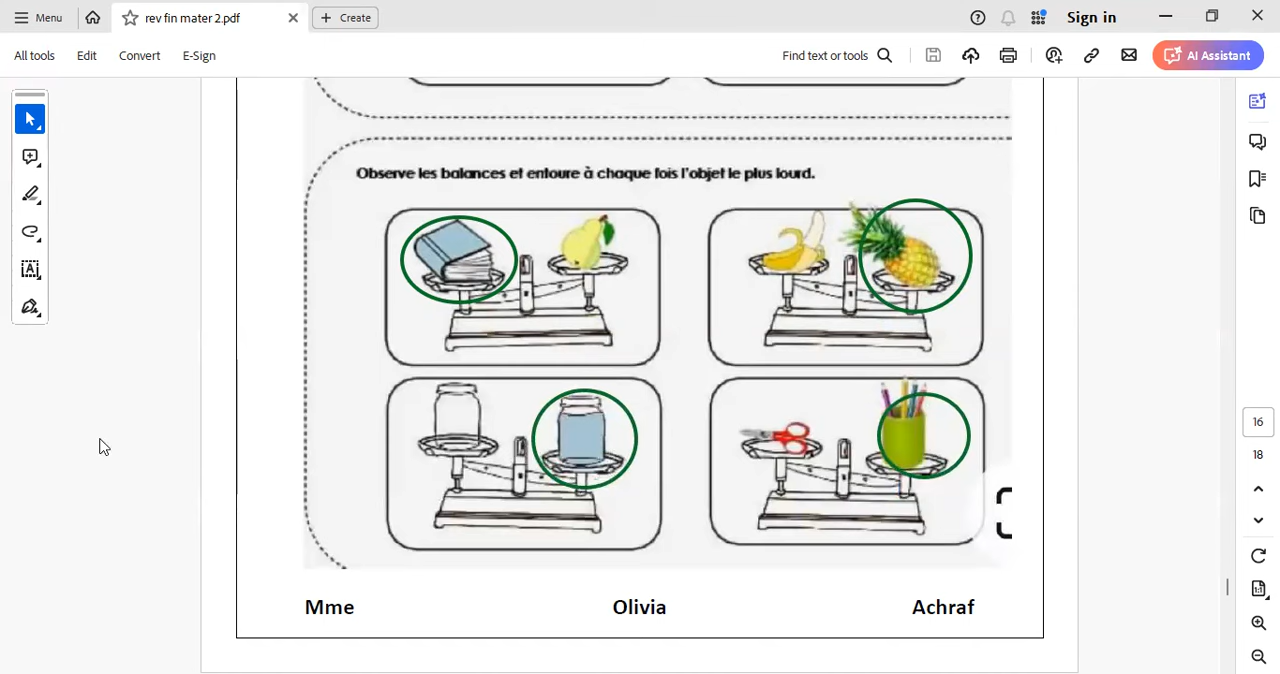 Menu
rev fin mater 2.pdf
Create
Sign in
All tools
Edit
Convert
E-Sign
Find text or tools
AI Assistant
Observe les balances et entoure à chaque fois l'objet le plus lourd.
16
18
Mme
Olivia
Achraf